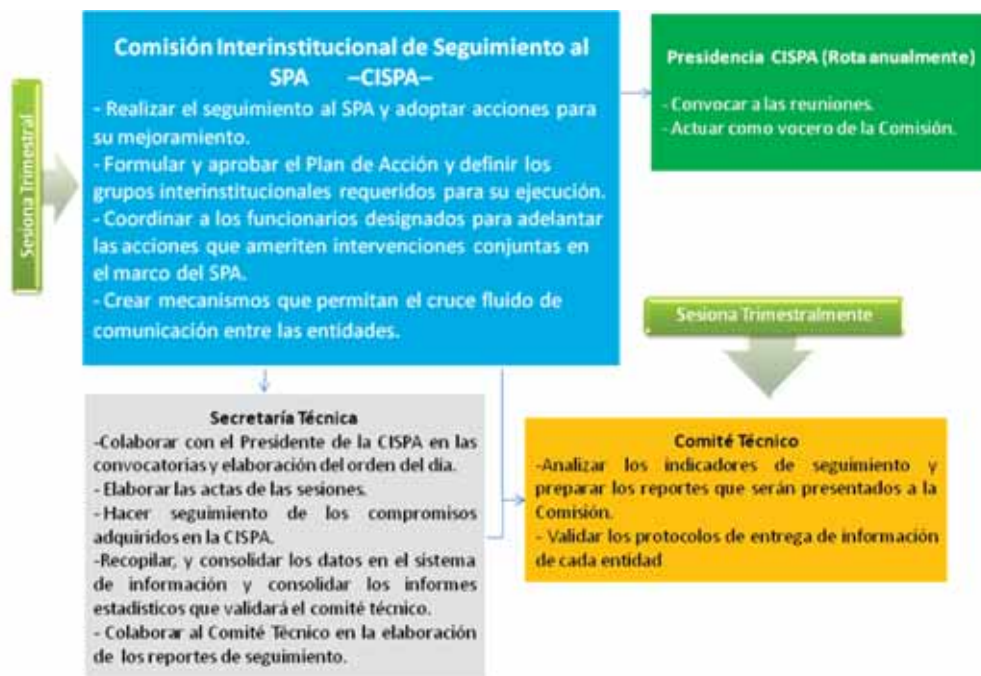 Sesiona Trimestral
Comisión Interinstitucional de Seguimiento al
SPA –CISPA–
- Realizar el seguimiento al SPA y adoptar acciones para
su mejoramiento.
- Formular y aprobar el Plan de Acción y definir los
grupos interinstitucionales requeridos para su ejecución.
- Coordinar a los funcionarios designados para adelantar
las acciones que ameriten intervenciones conjuntas en
el marco del SPA.
- Crear mecanismos que permitan el cruce fluido de
comunicación entre las entidades.
Presidencia CISPA (Rota anualmente)
- Convocar a las reuniones.
- Actuar como vocero de la Comisión.
Sesiona Trimestralmente
Secretaría Técnica
-Colaborar con el Presidente de la CISPA en las
convocatorias y elaboración del orden del día.
- Elaborar las actas de las sesiones.
- Hacer seguimiento de los compromisos
adquiridos en la CISPA.
-Recopilar, y consolidar los datos en el sistema
de información y consolidar los informes
estadísticos que validará el comité técnico.
- Colaborar al Comité Técnico en la elaboración
de los reportes de seguimiento.
Comité Técnico
-Analizar los indicadores de seguimiento y
preparar los reportes que serán presentados a la
Comisión.
- Validar los protocolos de entrega de información
de cada entidad